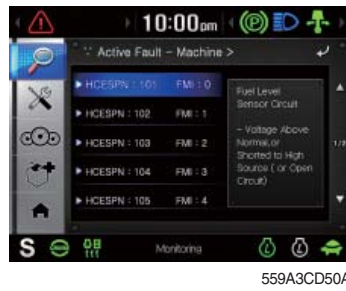 10:00pm (P)
Active Fault - Machine >
HCESPN : 101 FMI : 0
HCESPN : 102 FMI : 1
HCESPN : 103 FMI : 2
HCESPN : 104 FMI : 3
HCESPN : 105 FMI : 4
Fuel Level
Sensor Circuit
- Voltage Above
Normal,or
Shorted to High
Source ( or Open
Circuit)
1/2
S Monitoring
559A3CD50A